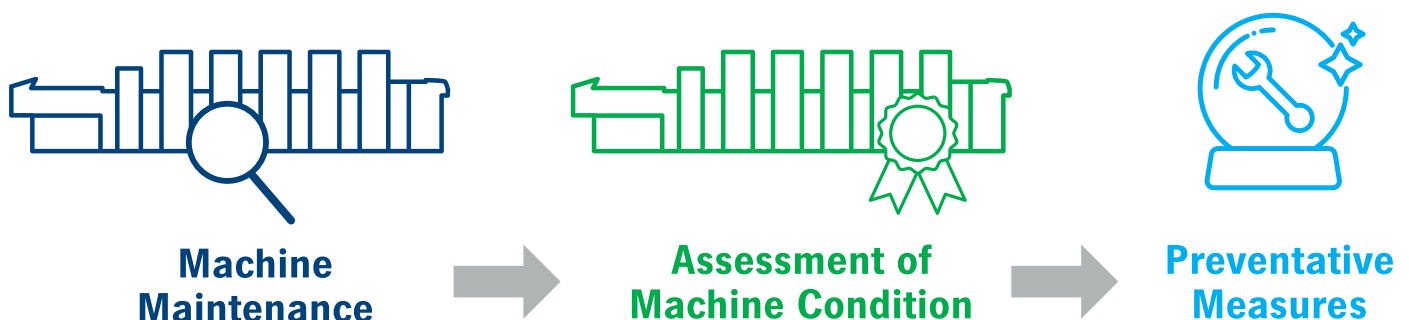 Machine
Maintenance
Assessment of
Machine Condition
Preventative
Measures